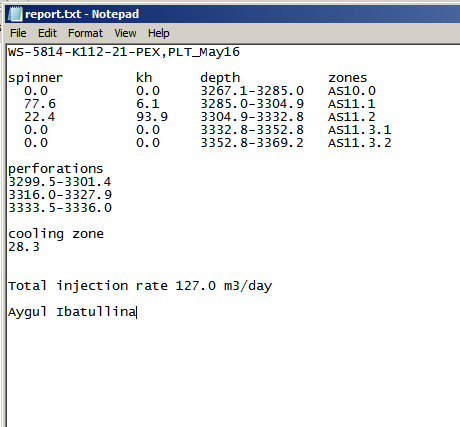 report.txt - Notepad
File Edit Format View Help
WS-5814-K112-21-PEX,PLT_May16
spinner kh depth zones
0.0 0.0 3267.1-3285.0 AS10.0
77.6 6.1 3285.0-3304.9 AS11.1
22.4 93.9 3304.9-3332.8 AS11.2
0.0 0.0 3332.8-3352.8 AS11.3.1
0.0 0.0 3352.8-3369.2 AS11.3.2
perforations
3299.5-3301.4
3316.0-3327.9
3333.5-3336.0
cooling zone
28.3
Total injection rate 127.0 m3/day
Aygul Ibatullina